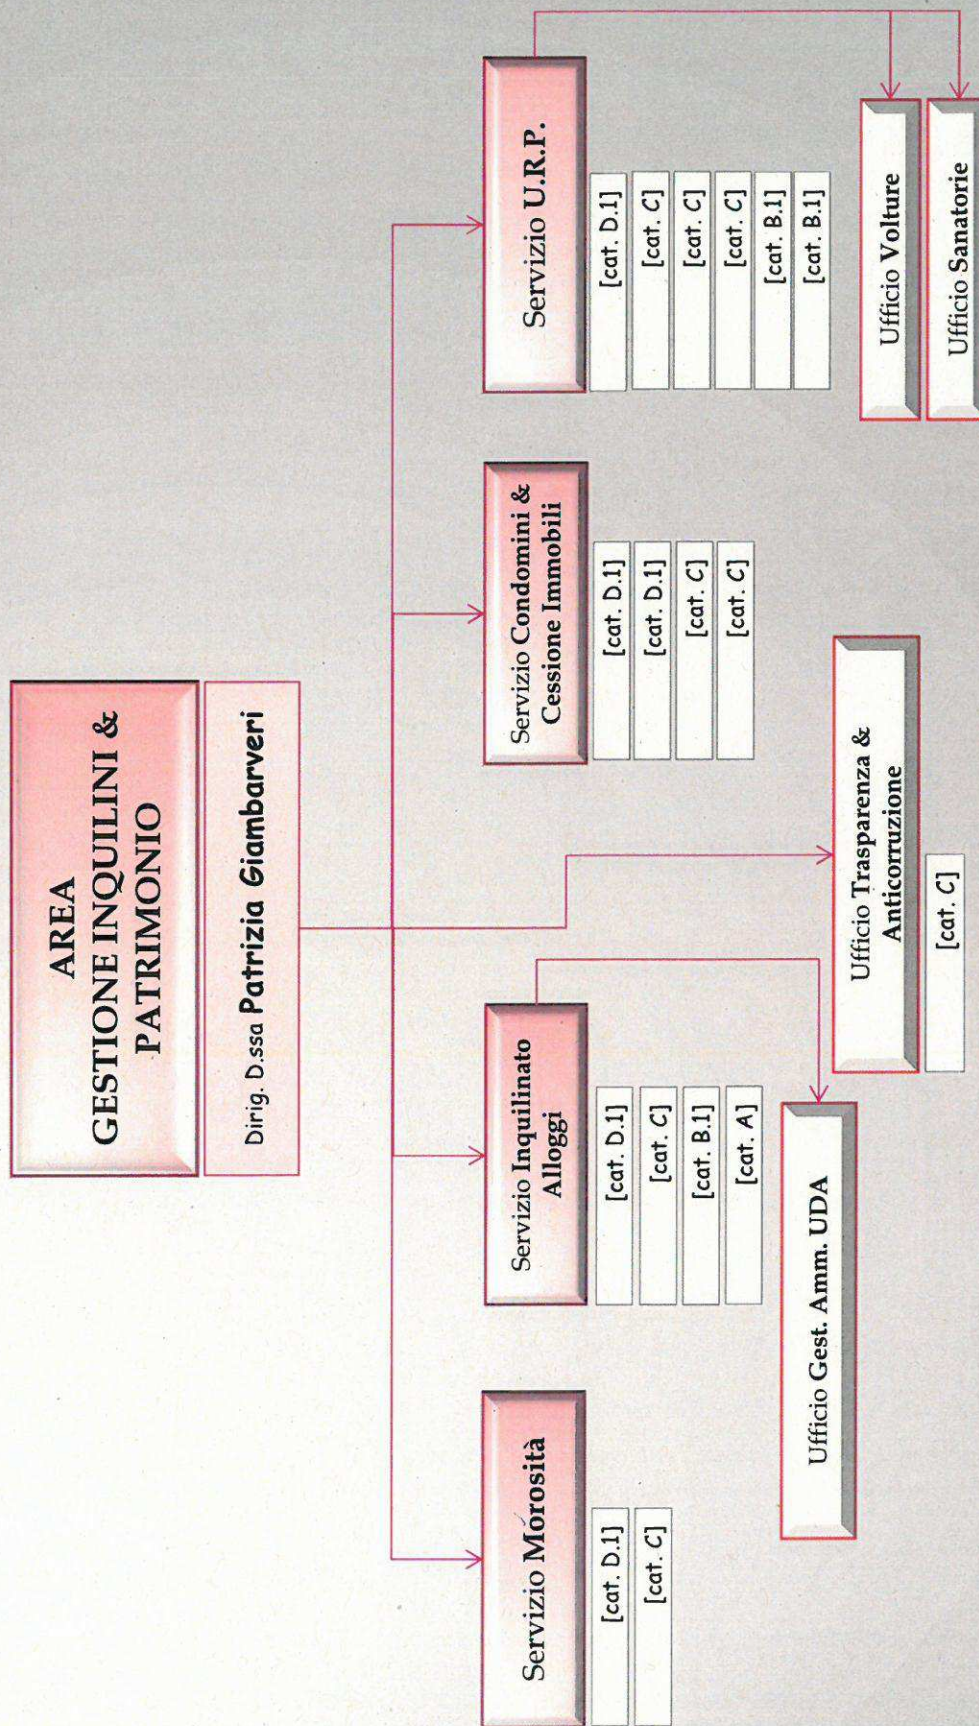 AREA
GESTIONE INQUILINI &
PATRIMONIO
Dirig. D.ssa Patrizia Giambarveri
Servizio Morosità
[cat. D.1]
[cat. C]
Servizio Inquilinato
Alloggi
[cat. D.1]
[cat. C]
[cat. B.1]
[cat. A]
Servizio Condomini &
Cessione Immobili
[cat. D.1]
[cat. D.1]
[cat. C]
[cat. C]
Servizio U.R.P.
[cat. D.1]
[cat. C]
[cat. C]
[cat. C]
[cat. B.1]
[cat. B.1]
Ufficio Gest. Amm. UDA
Ufficio Trasparenza &
Anticorruzione
[cat. C]
Ufficio Volture
Ufficio Sanatorie